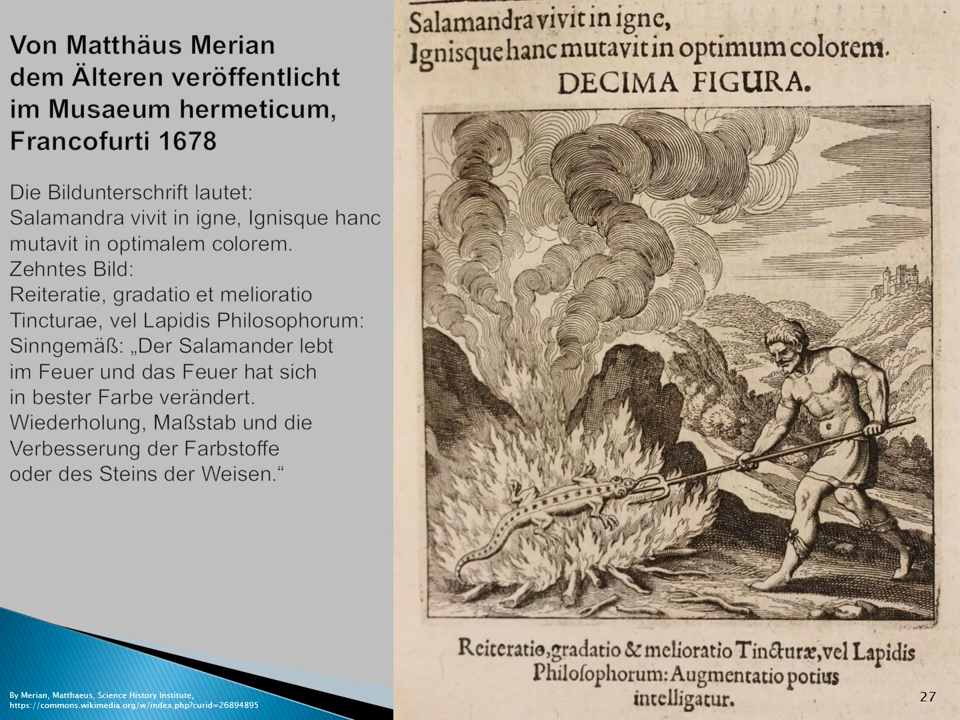 Von Matthäus Merian
dem Älteren veröffentlicht
im Musaeum hermeticum,
Francofurti 1678
Die Bildunterschrift lautet:
Salamandra vivit in igne, Ignisque hanc
mutavit in optimalem colorem.
Zehntes Bild:
Reiteratie, gradatio et melioratio
Tincturae, vel Lapidis Philosophorum:
Sinngemäß: „Der Salamander lebt
im Feuer und das Feuer hat sich
in bester Farbe verändert.
Wiederholung, Maßstab und die
Verbesserung der Farbstoffe
oder des Steins der Weisen.“
By Merian, Matthaeus, Science History Institute,
https://commons.wikimedia.org/w/index.php?curid=26894895
Salamandra vivit in igne,
Ignisque hanc mutavit in optimum colorem.
DECIMA FIGURA.
Reiteratio, gradatio & melioratio Tincturæ, vel Lapidis
Philoſophorum: Augmentatio potius
intelligatur.
27